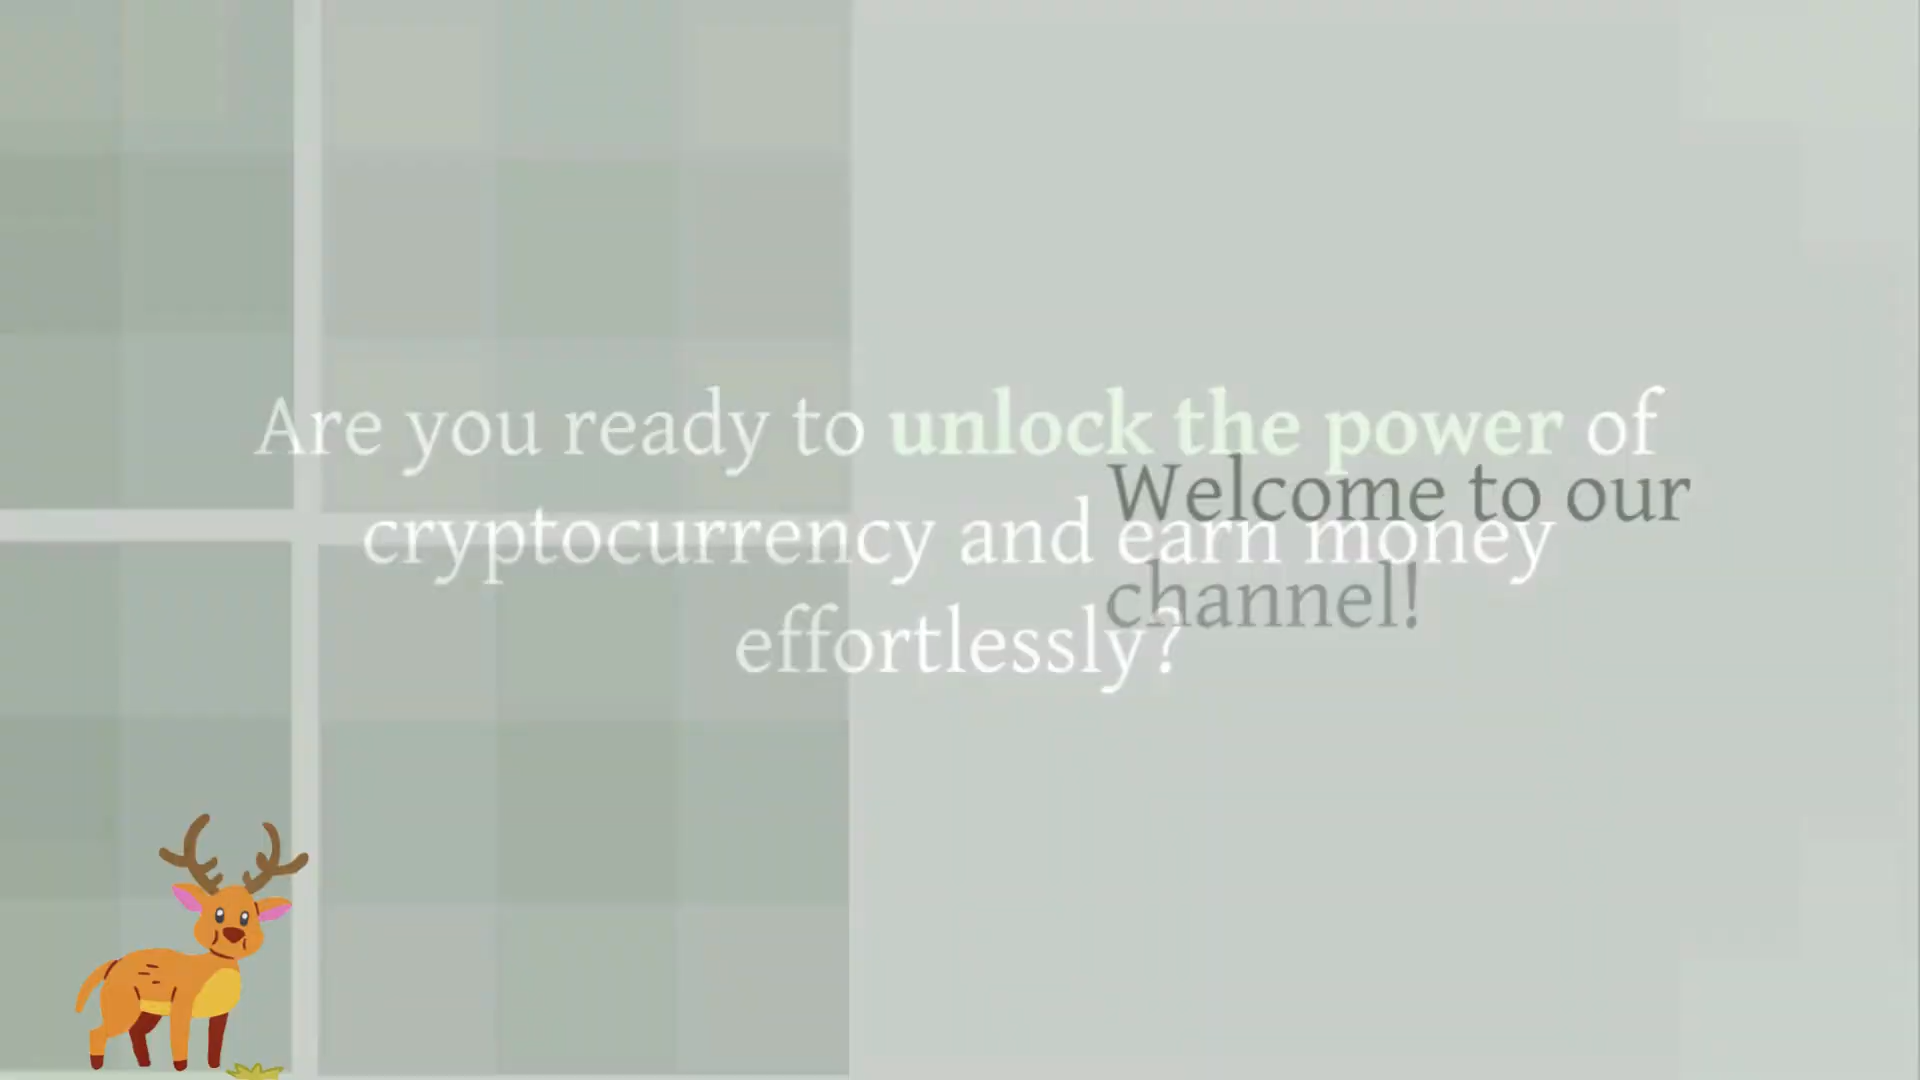 Are you ready to unlock the power of
cryptocurrency and earn money
effortlessly?
Welcome to our
channel!